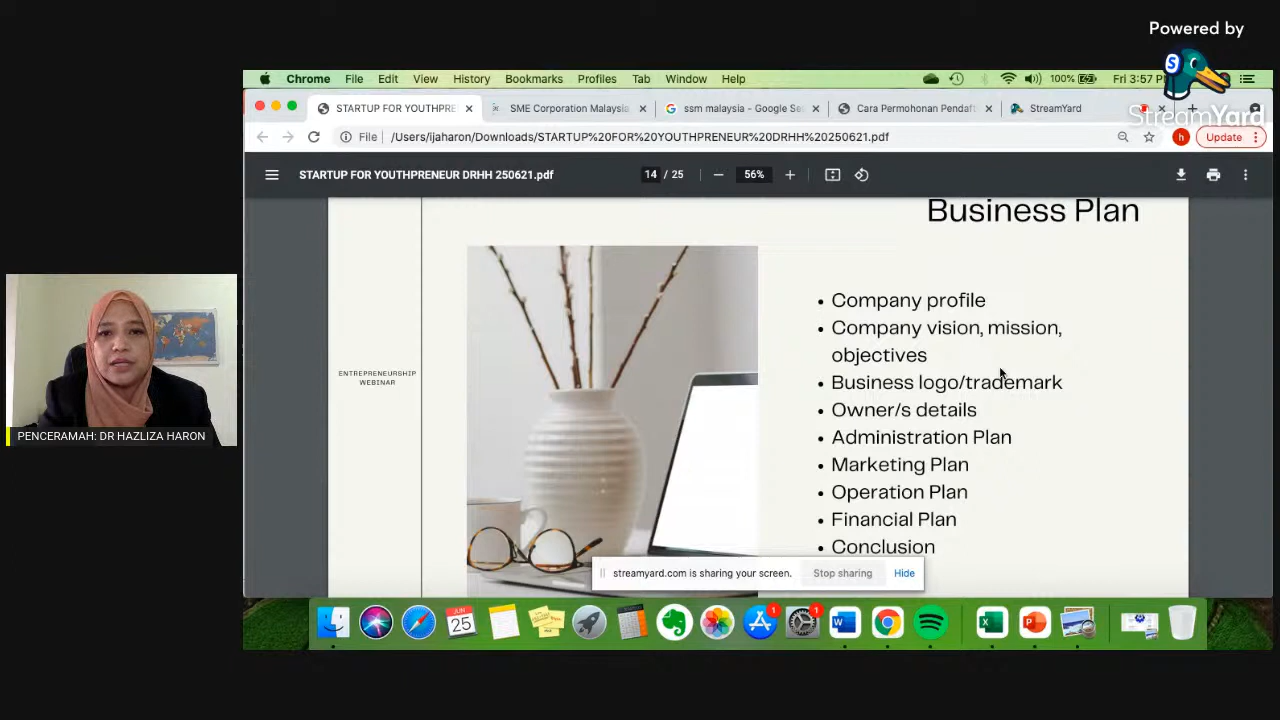 Powered by
StreamYard
Chrome File Edit View History Bookmarks Profiles Tab Window Help 100% Fri 3:57 P
STARTUP FOR YOUTHPRE SME Corporation Malaysia ssm malaysia - Google Se Cara Permohonan Pendaft StreamYard
File /Users/ijaharon/Downloads/STARTUP%20FOR%20YOUTHPRENEUR%20DRHH%20250621.pdf h Update
STARTUP FOR YOUTHPRENEUR DRHH 250621.pdf 14 / 25 56%
Business Plan
ENTREPRENEURSHIP
WEBINAR
• Company profile
• Company vision, mission,
objectives
• Business logo/trademark
• Owner/s details
• Administration Plan
• Marketing Plan
• Operation Plan
• Financial Plan
• Conclusion
PENCERAMAH: DR HAZLIZA HARON
streamyard.com is sharing your screen. Stop sharing Hide
JUN
25
1
1